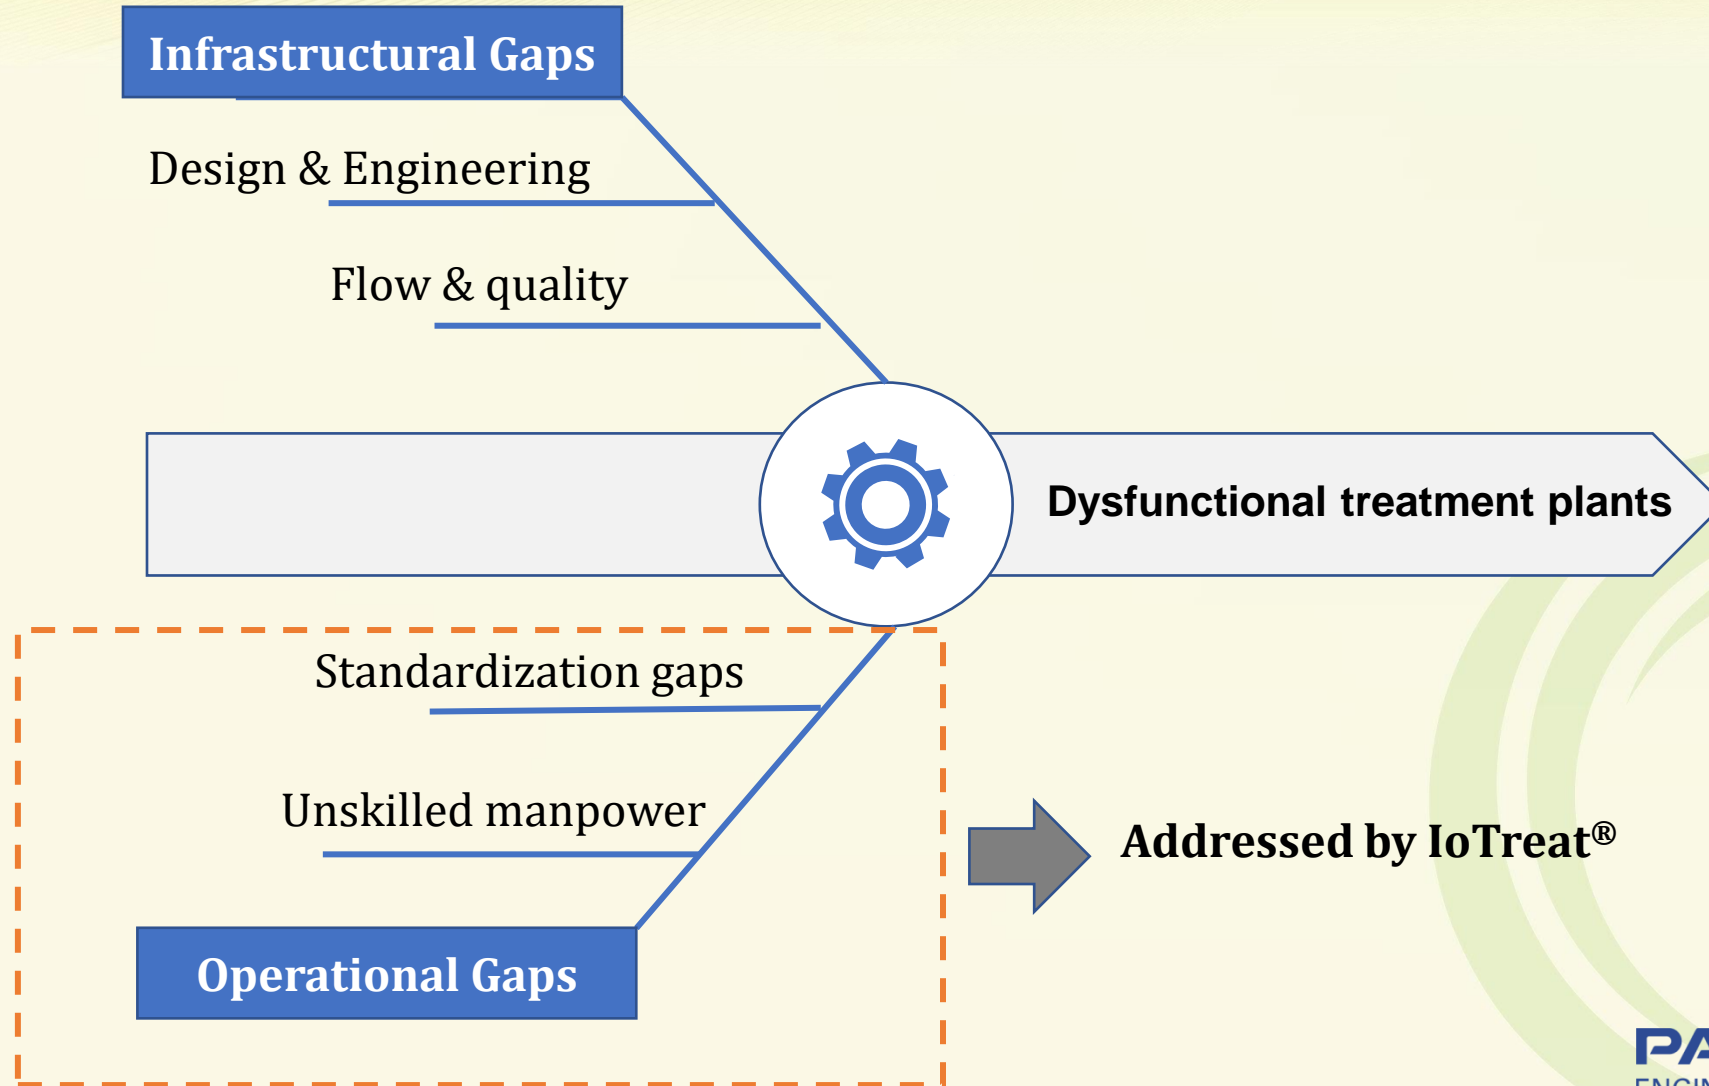 Infrastructural Gaps
Design & Engineering
Flow & quality
Dysfunctional treatment plants
Standardization gaps
Unskilled manpower
Addressed by IoTreat®
Operational Gaps